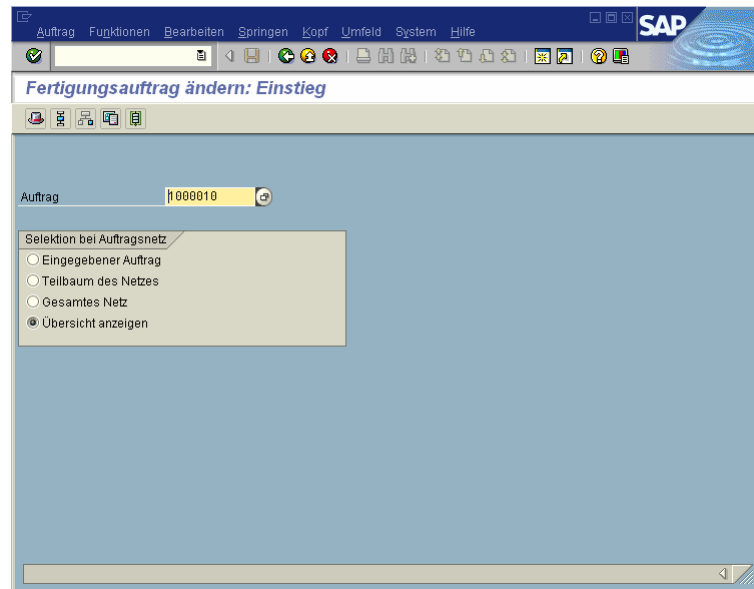 Auftrag Funktionen Bearbeiten Springen Kopf Umfeld System Hilfe
SAP
Fertigungsauftrag ändern: Einstieg
Auftrag 1000010
Selektion bei Auftragsnetz
Eingegebener Auftrag
Teilbaum des Netzes
Gesamtes Netz
Übersicht anzeigen